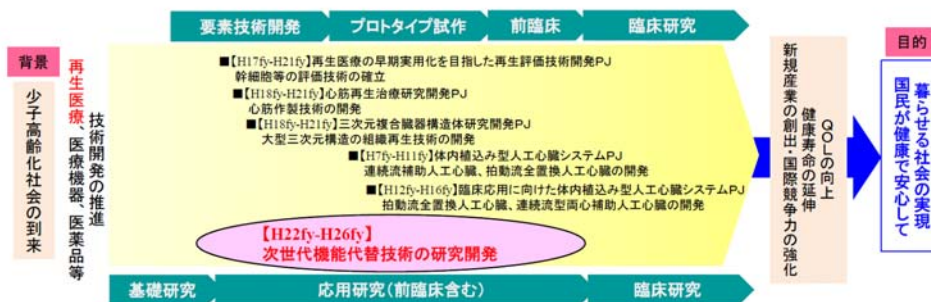 要素技術開発
プロトタイプ試作
前臨床
臨床研究
背景
少子高齢化社会の到来
再生医療、医療機器、医薬品等
技術開発の推進
■【H17fy-H21fy】再生医療の早期実用化を目指した再生評価技術開発PJ
幹細胞等の評価技術の確立
■【H18fy-H21fy】心筋再生治療研究開発PJ
心筋作製技術の開発
■【H18fy-H21fy】三次元複合臓器構造体研究開発PJ
大型三次元構造の組織再生技術の開発
■【H7fy-H11fy】体内植込み型人工心臓システムPJ
連続流補助人工心臓、拍動流全置換人工心臓の開発
■【H12fy-H16fy】臨床応用に向けた体内植込み型人工心臓システムPJ
拍動流全置換人工心臓、連続流型両心補助人工心臓の開発
【H22fy-H26fy】
次世代機能代替技術の研究開発
基礎研究
応用研究（前臨床含む）
臨床研究
QOLの向上
健康寿命の延伸
新規産業の創出・国際競争力の強化
目的
国民が健康で安心して
暮らせる社会の実現